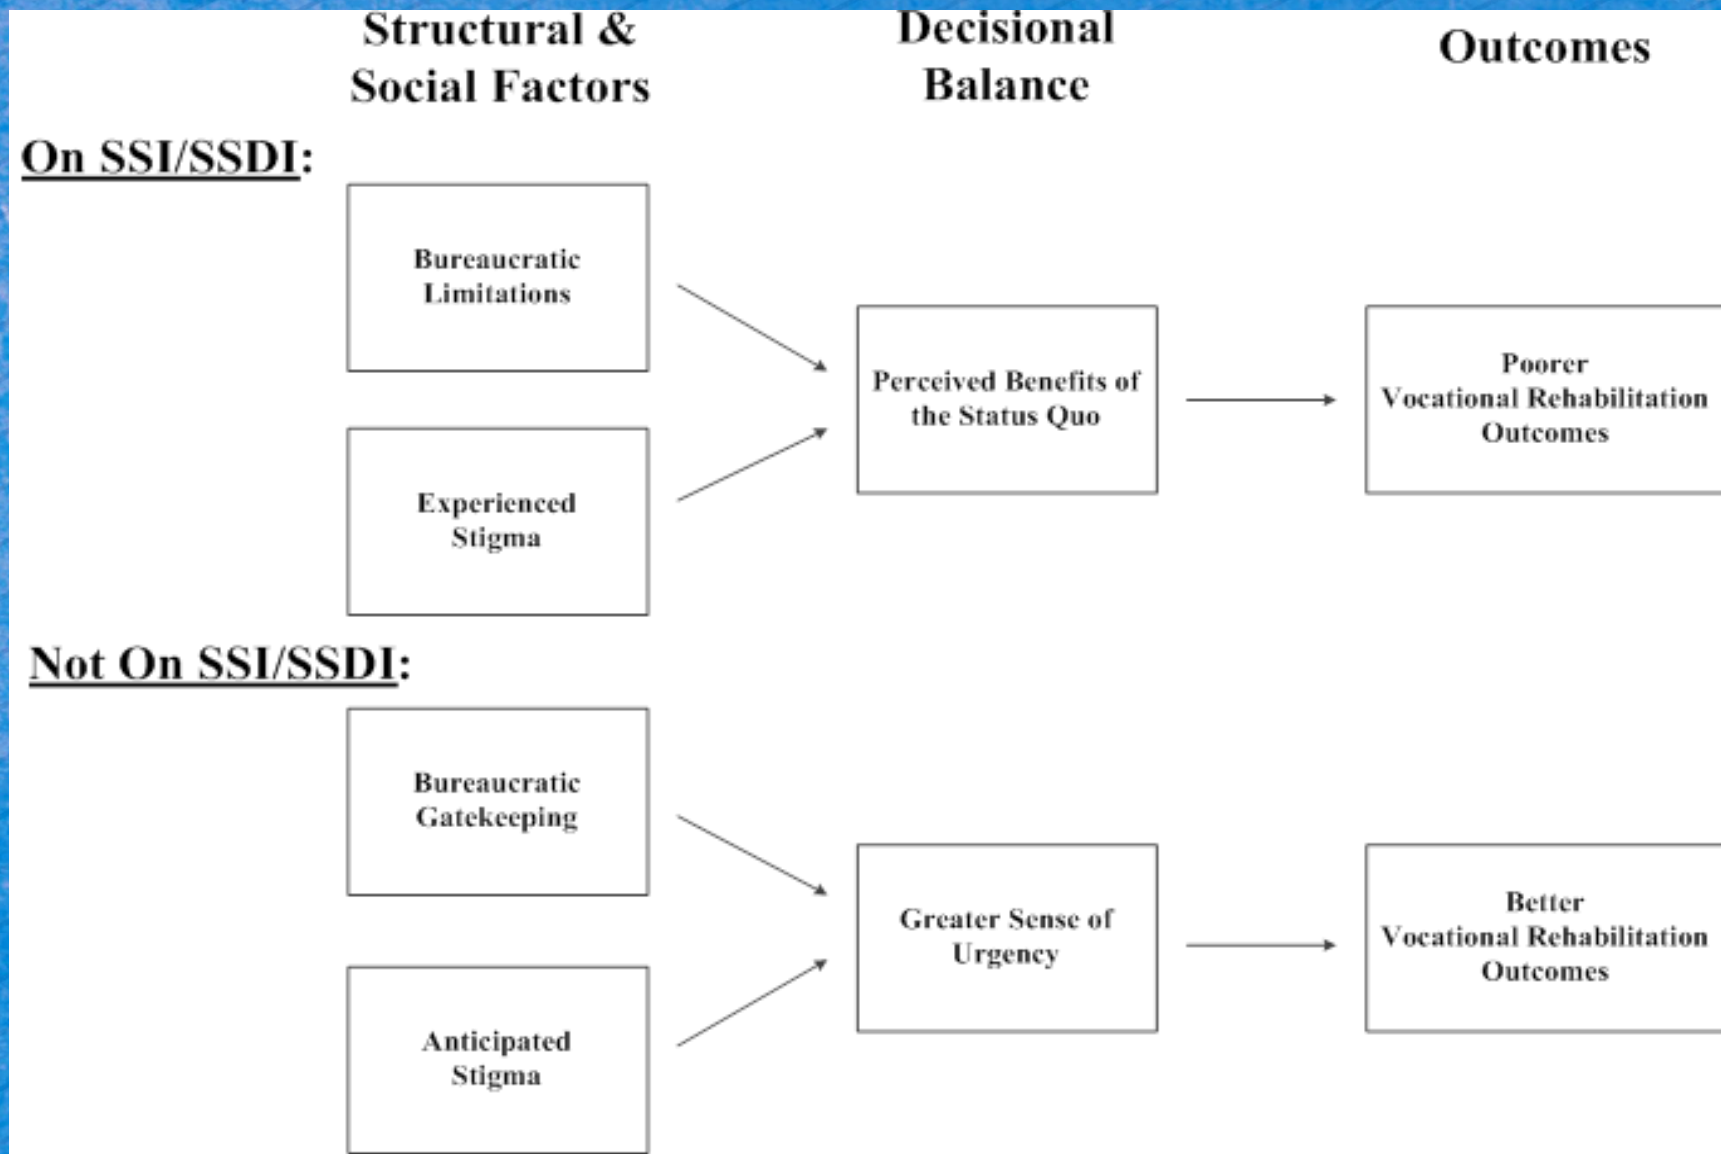 Structural &
Social Factors
Decisional
Balance
Outcomes
On SSI/SSDI:
Bureaucratic
Limitations
Experienced
Stigma
Perceived Benefits of
the Status Quo
Poorer
Vocational Rehabilitation
Outcomes
Not On SSI/SSDI:
Bureaucratic
Gatekeeping
Anticipated
Stigma
Greater Sense of
Urgency
Better
Vocational Rehabilitation
Outcomes